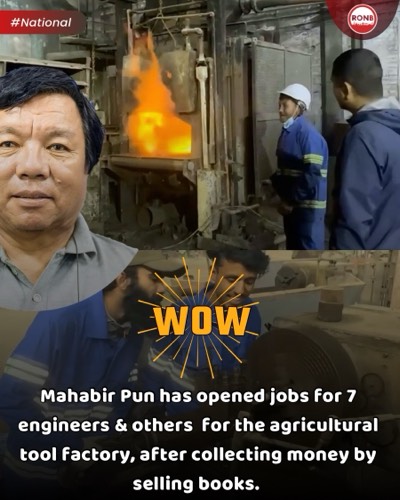 #National
RONB
WOW
Mahabir Pun has opened jobs for 7
engineers & others for the agricultural
tool factory, after collecting money by
selling books.